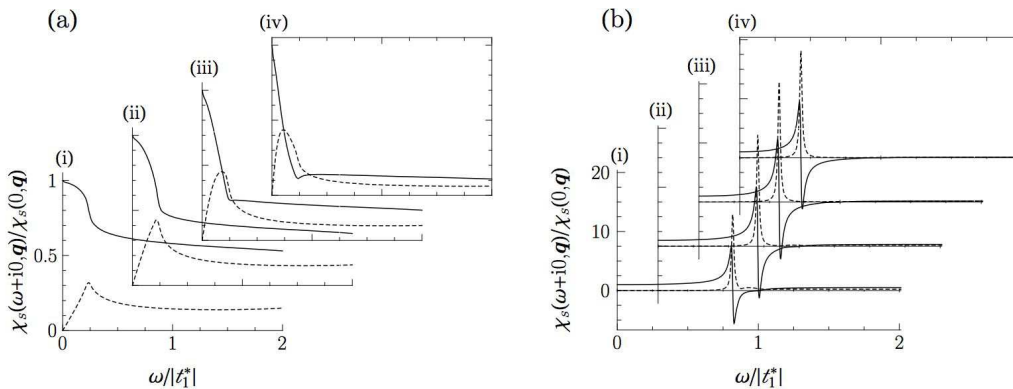 (a)
(iv)
(iii)
(ii)
(i)
1
0.5
0
0
1
2
χₛ(ω+i0,q)/χₛ(0,q)
ω/|t₁*|
(b)
(iv)
(iii)
(ii)
(i)
20
10
0
0
1
2
χₛ(ω+i0,q)/χₛ(0,q)
ω/|t₁*|